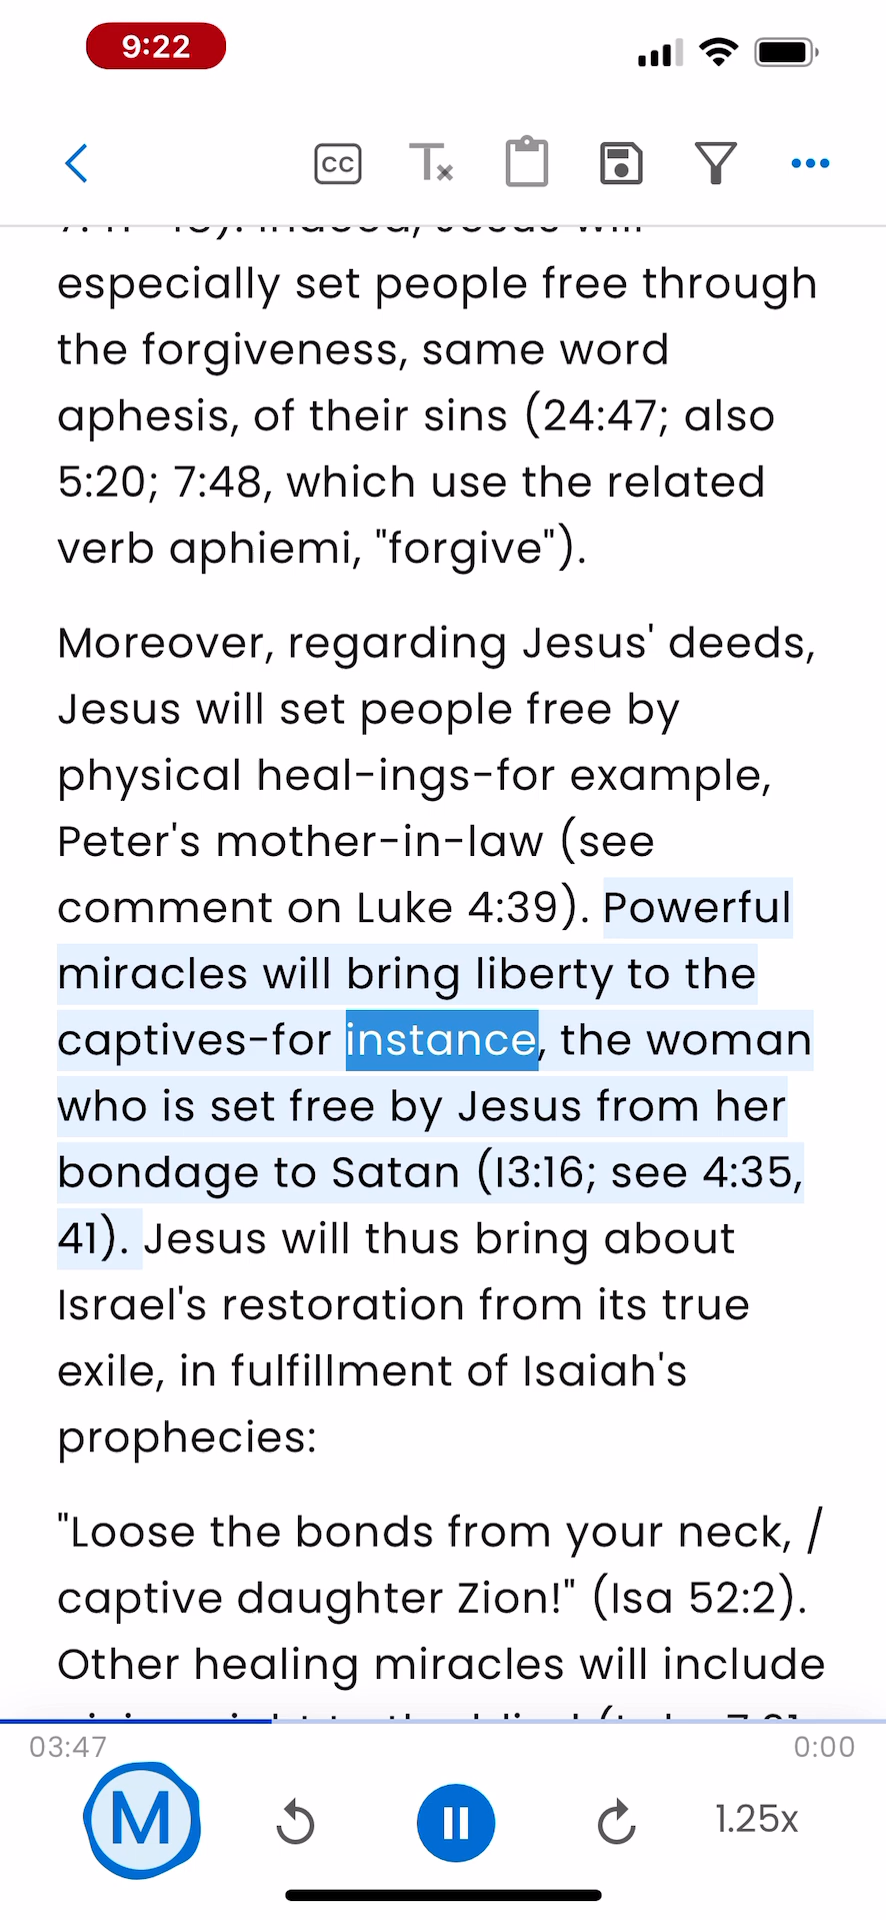 9:22
CC
especially set people free through
the forgiveness, same word
aphesis, of their sins (24:47; also
5:20; 7:48, which use the related
verb aphiemi, "forgive").
Moreover, regarding Jesus' deeds,
Jesus will set people free by
physical heal-ings-for example,
Peter's mother-in-law (see
comment on Luke 4:39). Powerful
miracles will bring liberty to the
captives-for instance, the woman
who is set free by Jesus from her
bondage to Satan (I3:16; see 4:35,
41). Jesus will thus bring about
Israel's restoration from its true
exile, in fulfillment of Isaiah's
prophecies:
"Loose the bonds from your neck, /
captive daughter Zion!" (Isa 52:2).
Other healing miracles will include
03:47
0:00
M
1.25x